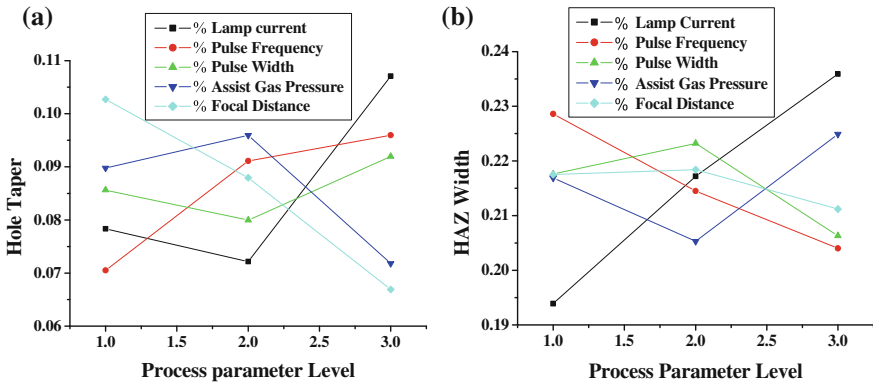 (a)
% Lamp current
% Pulse Frequency
% Pulse Width
% Assist Gas Pressure
% Focal Distance
Hole Taper
0.11
0.10
0.09
0.08
0.07
0.06
1.0 1.5 2.0 2.5 3.0
Process parameter Level
(b)
% Lamp Current
% Pulse Frequency
% Pulse Width
% Assist Gas Pressure
% Focal Distance
HAZ Width
0.24
0.23
0.22
0.21
0.20
0.19
1.0 1.5 2.0 2.5 3.0
Process Parameter Level